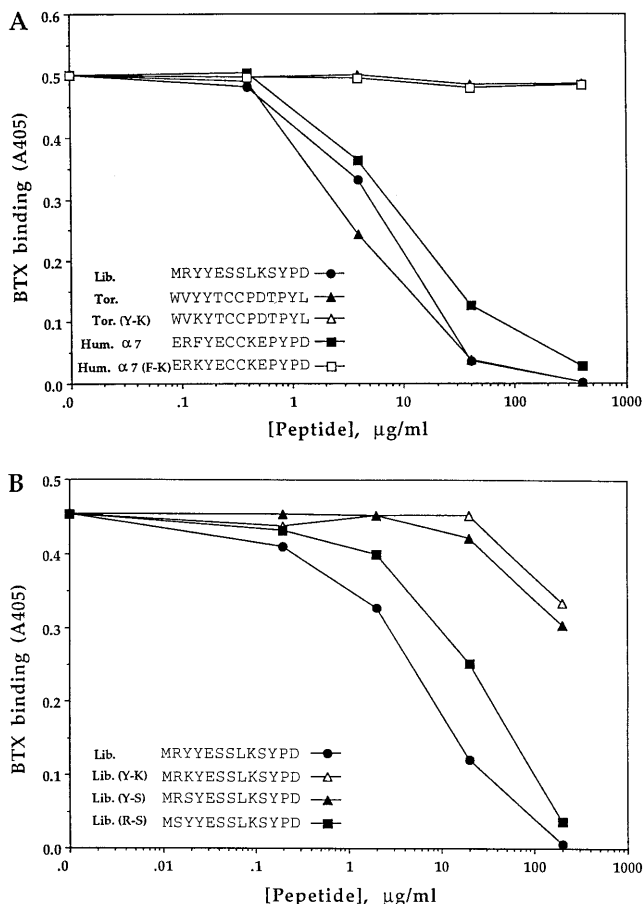 A
BTX binding (A405)
0.6
0.5
0.4
0.3
0.2
0.1
0.0
Lib. MRYYESSLKSYPD
Tor. WVYYTCCPDTPYL
Tor. (Y-K) WVKYTCCPDTPYL
Hum. α7 ERFYECCKEPYPD
Hum. α7 (F-K) ERKYECCKEPYPD
.0 .1 1 10 100 1000
[Peptide], μg/ml
B
BTX binding (A405)
0.5
0.4
0.3
0.2
0.1
0.0
Lib. MRYYESSLKSYPD
Lib. (Y-K) MRKYESSLKSYPD
Lib. (Y-S) MRSYESSLKSYPD
Lib. (R-S) MSYYESSLKSYPD
.0 .01 .1 1 10 100 1000
[Pepetide], μg/ml